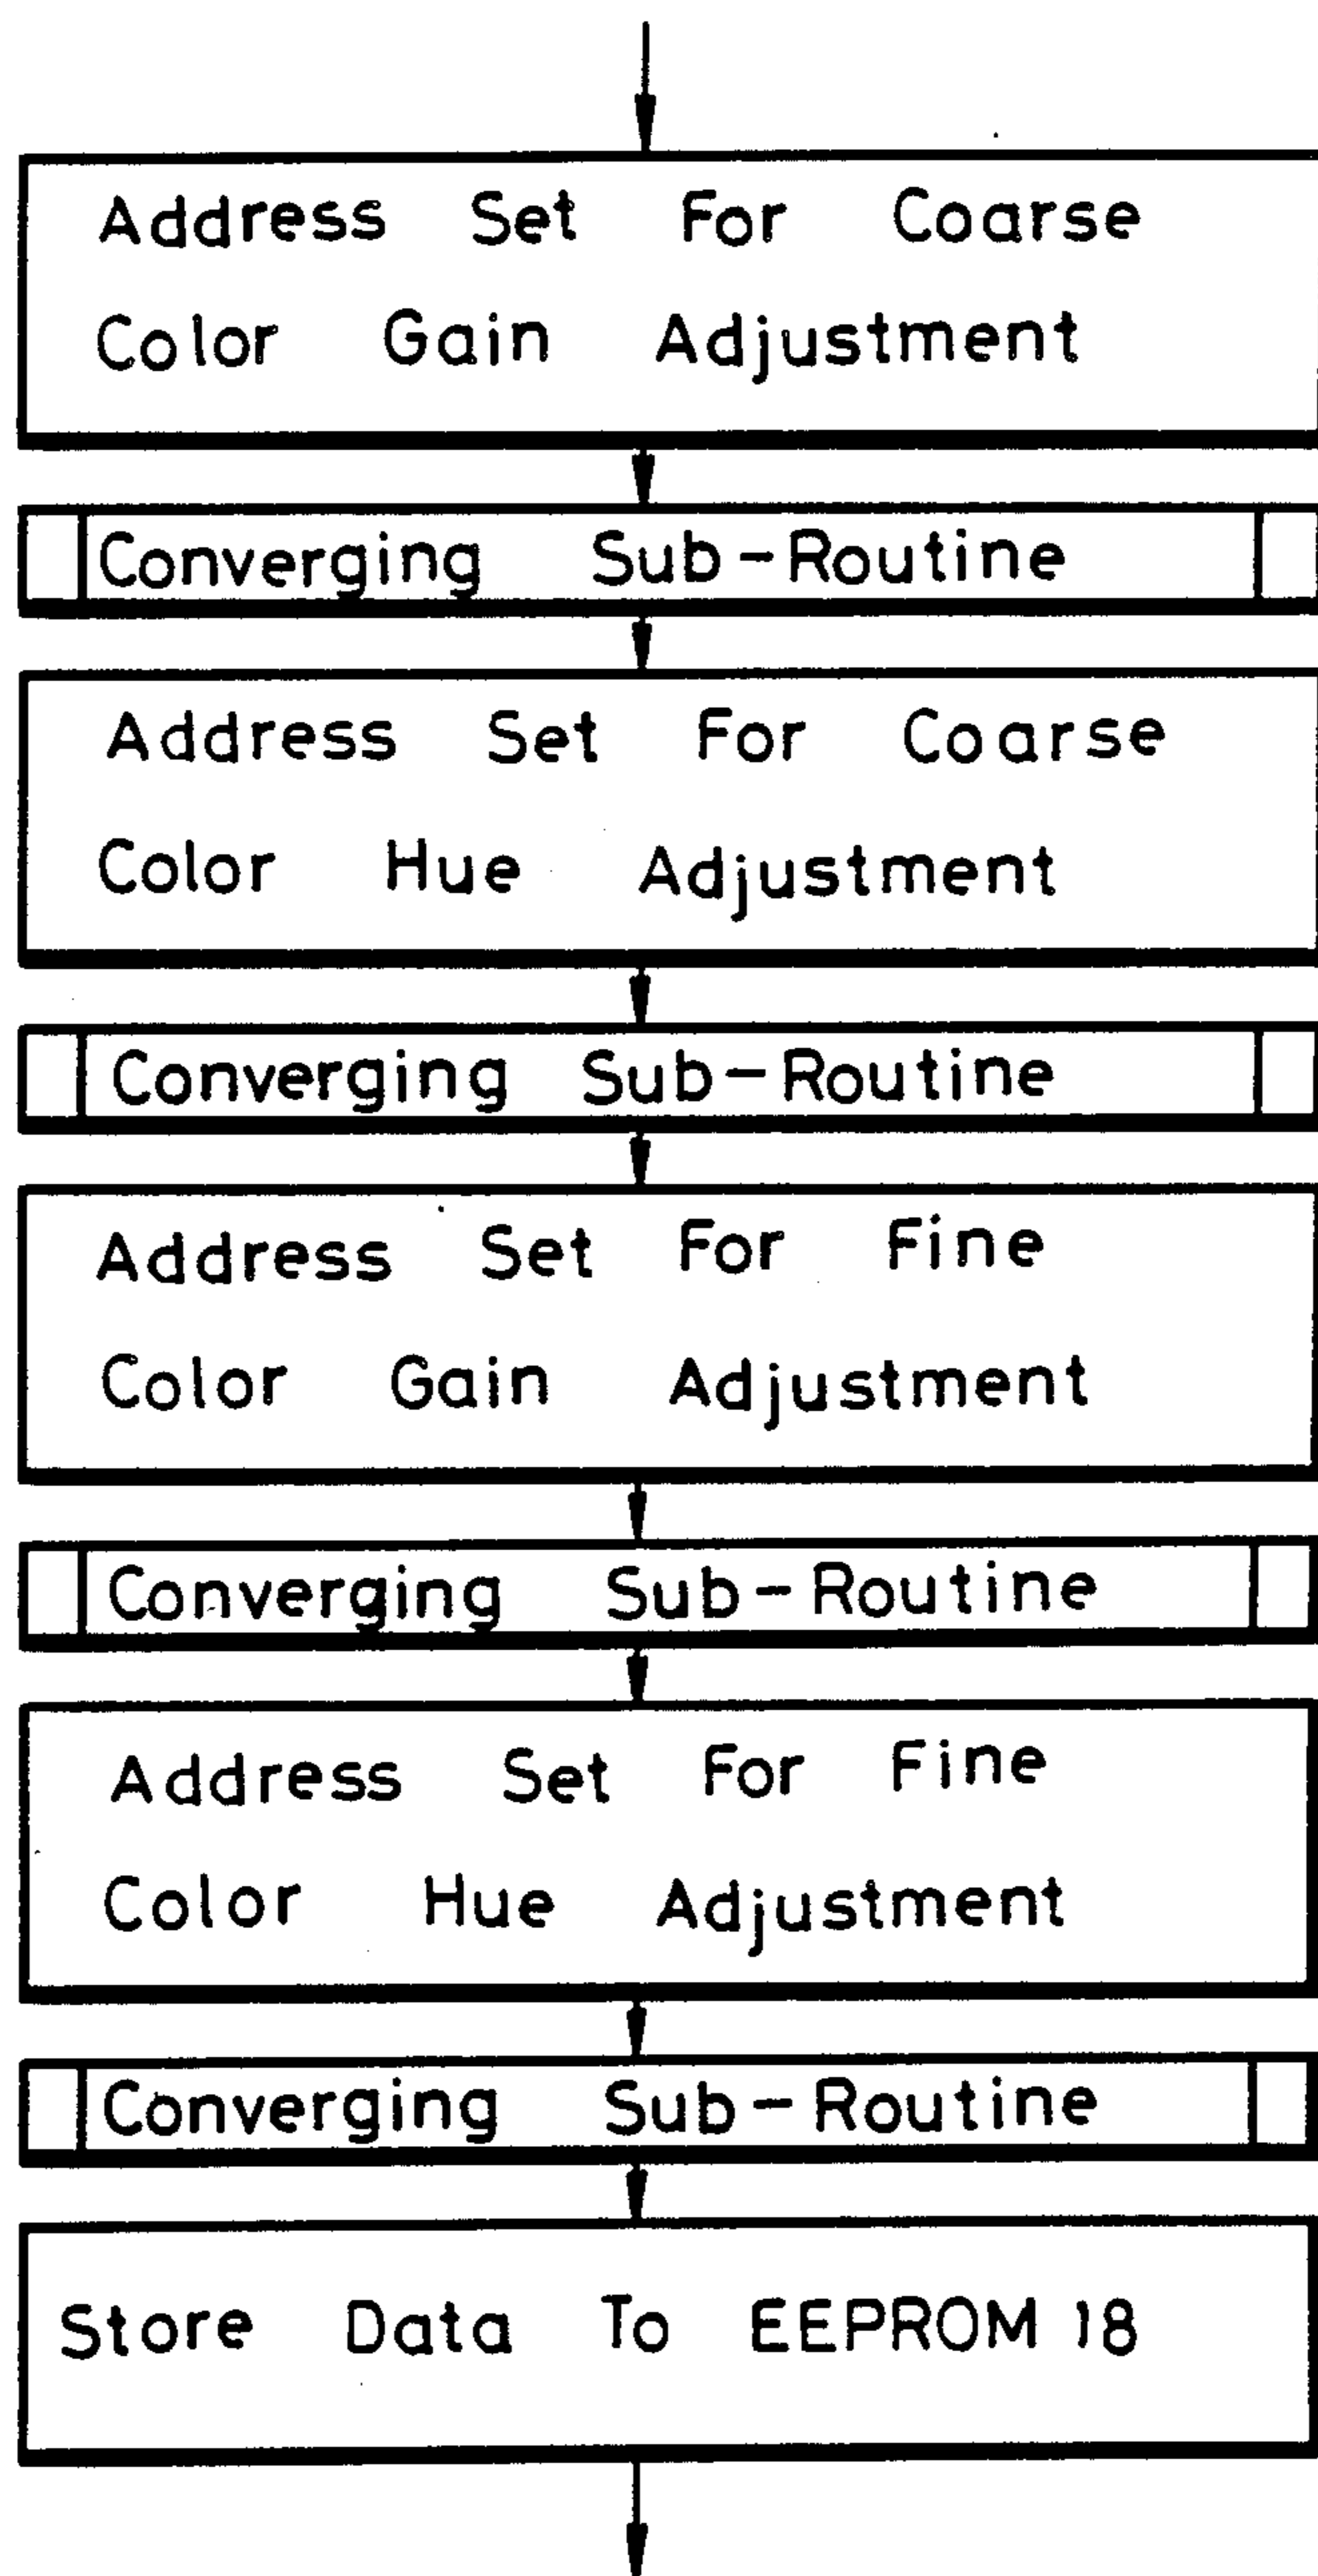 Address Set For Coarse
Color Gain Adjustment
Converging Sub-Routine
Address Set For Coarse
Color Hue Adjustment
Converging Sub-Routine
Address Set For Fine
Color Gain Adjustment
Converging Sub-Routine
Address Set For Fine
Color Hue Adjustment
Converging Sub-Routine
Store Data To EEPROM 18